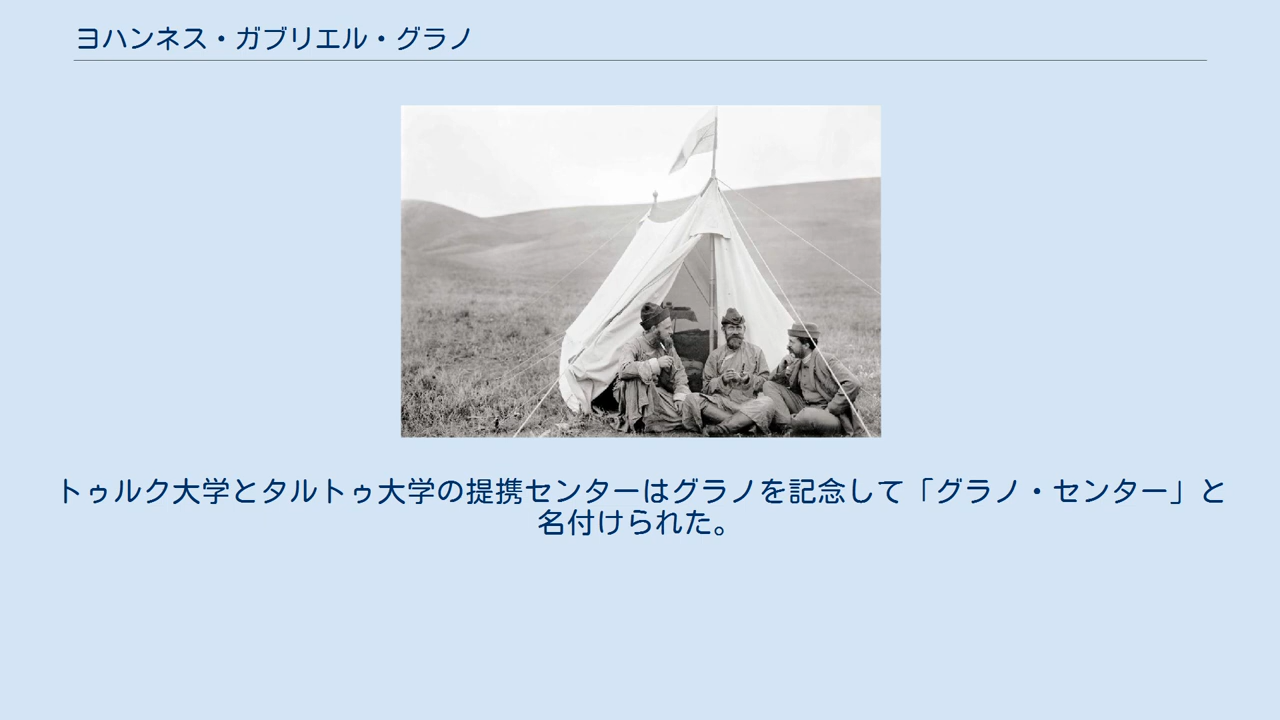 ヨハンネス・ガブリエル・グラノ
トゥルク大学とタルトゥ大学の提携センターはグラノを記念して「グラノ・センター」と
名付けられた。